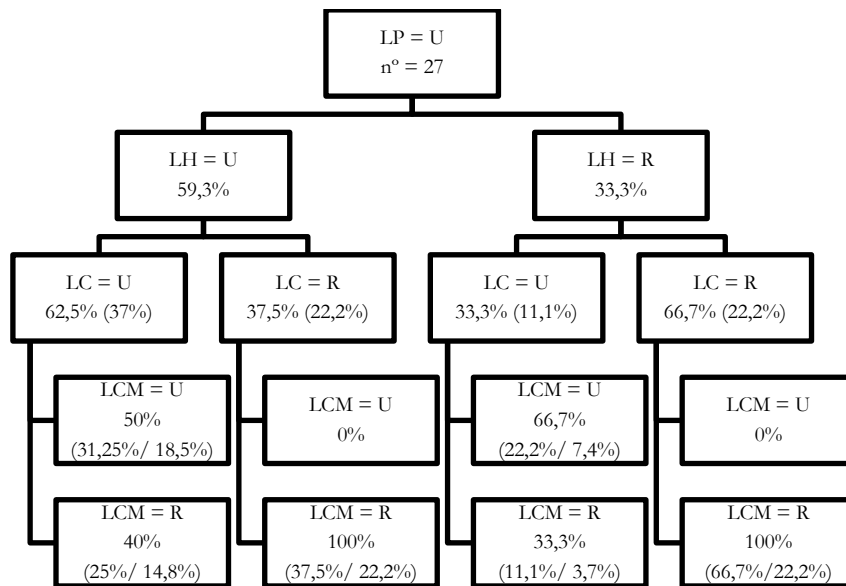 LP = U
nº = 27
LH = U
59,3%
LH = R
33,3%
LC = U
62,5% (37%)
LC = R
37,5% (22,2%)
LC = U
33,3% (11,1%)
LC = R
66,7% (22,2%)
LCM = U
50%
(31,25%/ 18,5%)
LCM = U
0%
LCM = U
66,7%
(22,2%/ 7,4%)
LCM = U
0%
LCM = R
40%
(25%/ 14,8%)
LCM = R
100%
(37,5%/ 22,2%)
LCM = R
33,3%
(11,1%/ 3,7%)
LCM = R
100%
(66,7%/22,2%)